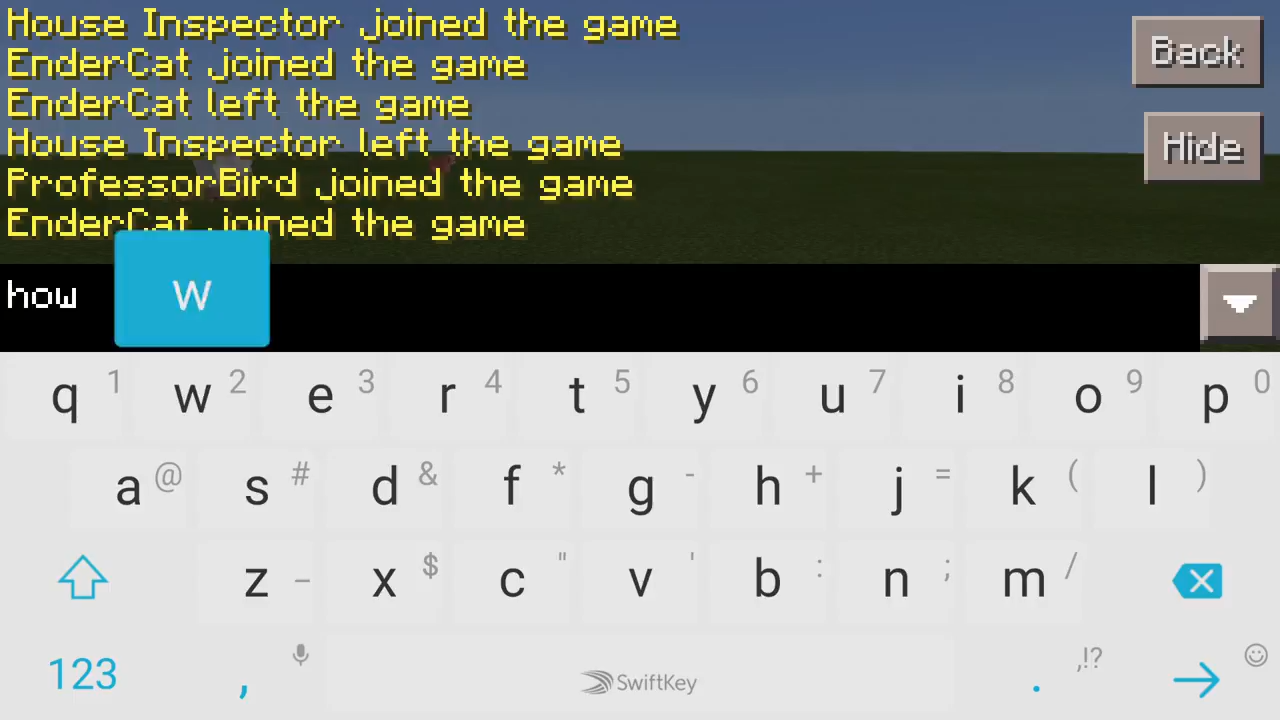 House Inspector joined the game
EnderCat joined the game
EnderCat left the game
House Inspector left the game
ProfessorBird joined the game
EnderCat joined the game
Back
Hide
how
w
q 1 w 2 e 3 r 4 t 5 y 6 u 7 i 8 o 9 p 0
a @ s # d & f * g - h + j = k ( l )
z _ x $ c " v ' b : n ; m /
123 , SwiftKey . ,!?